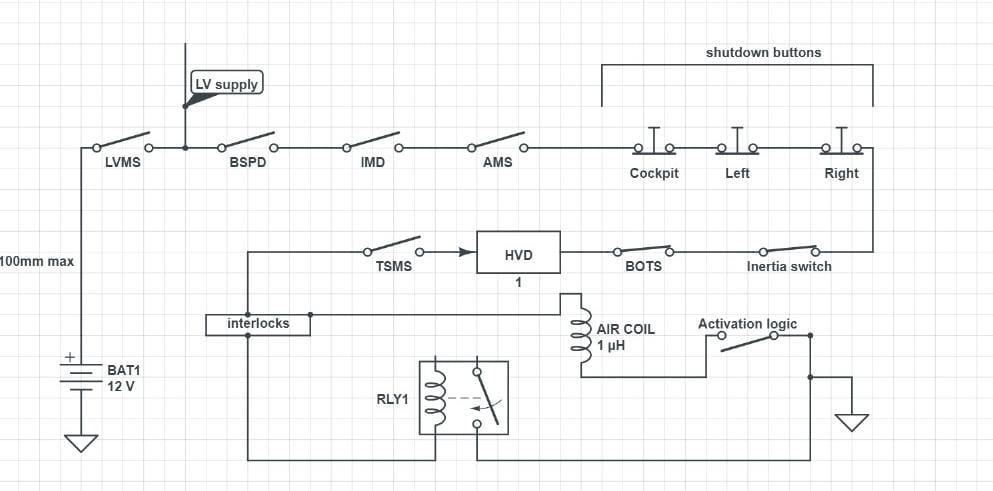 shutdown buttons
LV supply
LVMS
BSPD
IMD
AMS
Cockpit
Left
Right
100mm max
TSMS
HVD
1
BOTS
Inertia switch
interlocks
AIR COIL
1 µH
Activation logic
+
BAT1
12 V
RLY1